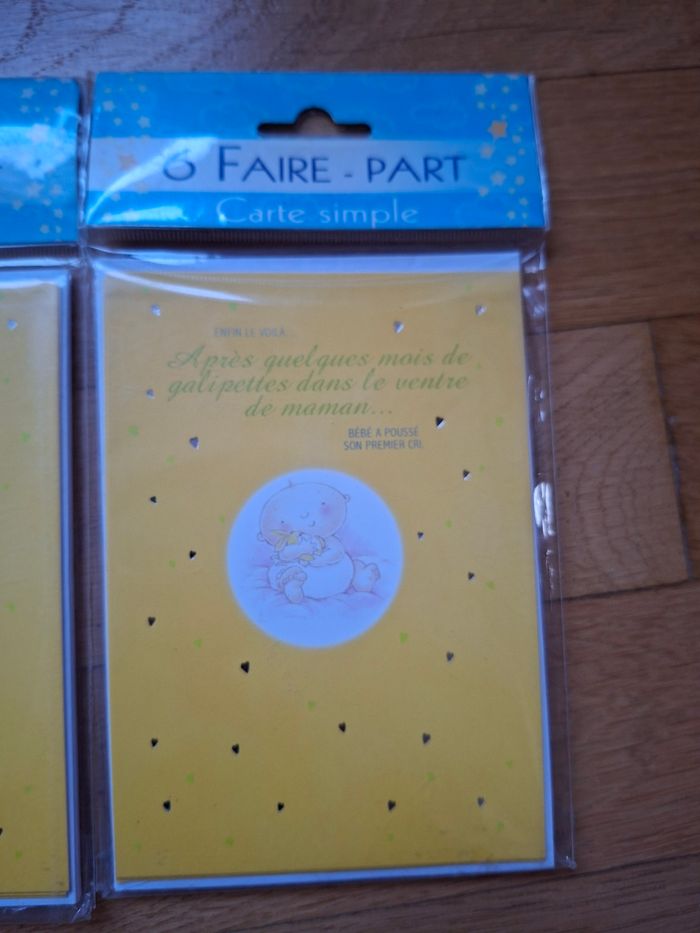 6 FAIRE - PART
Carte simple
ENFIN LE VOILÀ...
Après quelques mois de
galipettes dans le ventre
de maman...
BÉBÉ A POUSSÉ
SON PREMIER CRI.